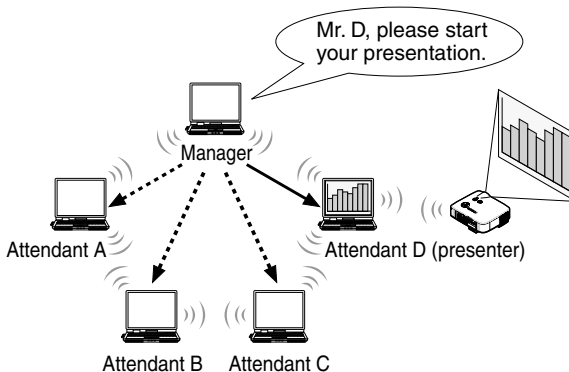 Mr. D, please start
your presentation.
Manager
Attendant A
Attendant D (presenter)
Attendant B
Attendant C